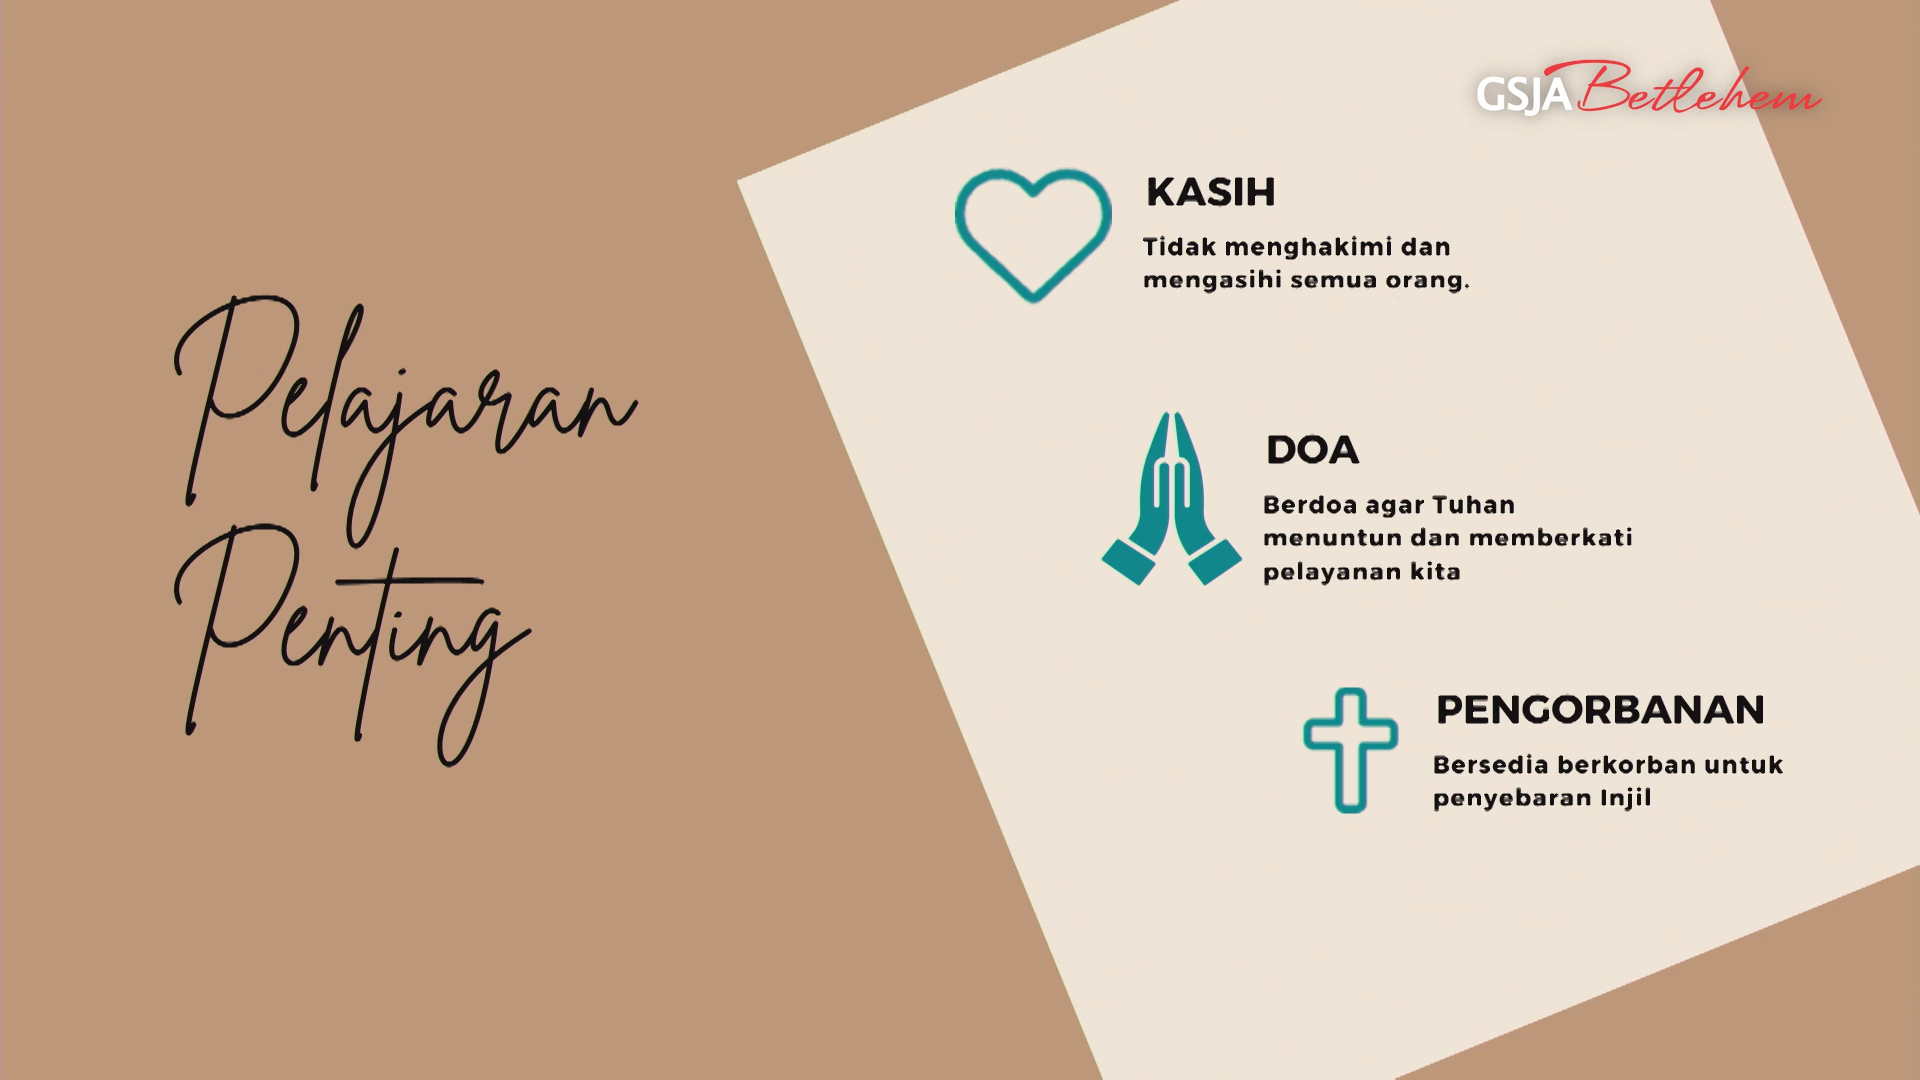 GSJA Betlehem
Pelajaran
Penting
KASIH
Tidak menghakimi dan
mengasihi semua orang.
DOA
Berdoa agar Tuhan
menuntun dan memberkati
pelayanan kita
PENGORBANAN
Bersedia berkorban untuk
penyebaran Injil